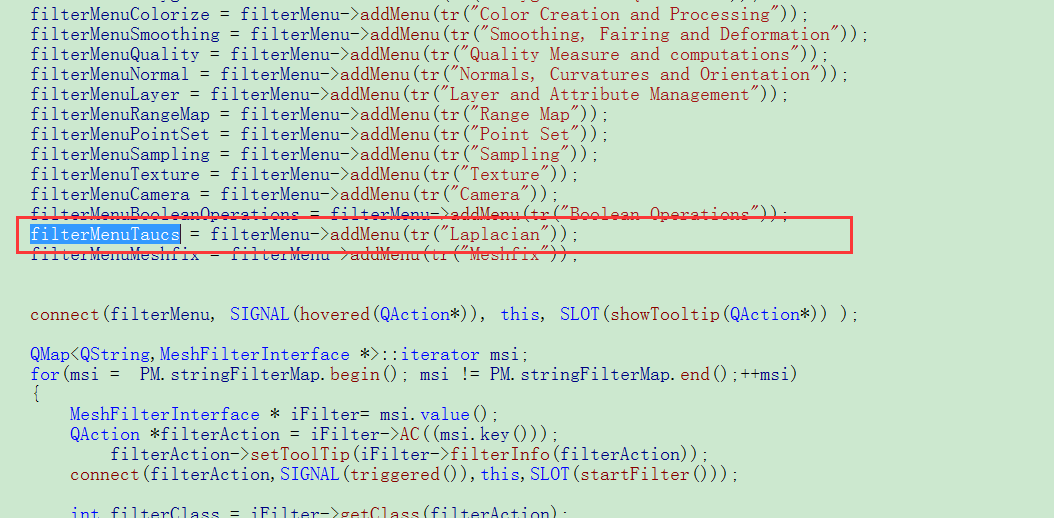 filterMenuColorize = filterMenu->addMenu(tr("Color Creation and Processing"));
filterMenuSmoothing = filterMenu->addMenu(tr("Smoothing, Fairing and Deformation"));
filterMenuQuality = filterMenu->addMenu(tr("Quality Measure and computations"));
filterMenuNormal = filterMenu->addMenu(tr("Normals, Curvatures and Orientation"));
filterMenuLayer = filterMenu->addMenu(tr("Layer and Attribute Management"));
filterMenuRangeMap = filterMenu->addMenu(tr("Range Map"));
filterMenuPointSet = filterMenu->addMenu(tr("Point Set"));
filterMenuSampling = filterMenu->addMenu(tr("Sampling"));
filterMenuTexture = filterMenu->addMenu(tr("Texture"));
filterMenuCamera = filterMenu->addMenu(tr("Camera"));
filterMenuBooleanOperations = filterMenu->addMenu(tr("Boolean Operations"));
filterMenuTaucs = filterMenu->addMenu(tr("Laplacian"));
filterMenuMeshfix = filterMenu->addMenu(tr("Meshfix"));
connect(filterMenu, SIGNAL(hovered(QAction*)), this, SLOT(showTooltip(QAction*)) );
QMap<QString,MeshFilterInterface *>::iterator msi;
for(msi =  PM.stringFilterMap.begin(); msi != PM.stringFilterMap.end();++msi)
{
MeshFilterInterface * iFilter= msi.value();
QAction *filterAction = iFilter->AC((msi.key()));
filterAction->setToolTip(iFilter->filterInfo(filterAction));
connect(filterAction,SIGNAL(triggered()),this,SLOT(startFilter()));
int filterClass = iFilter->getClass(filterAction);